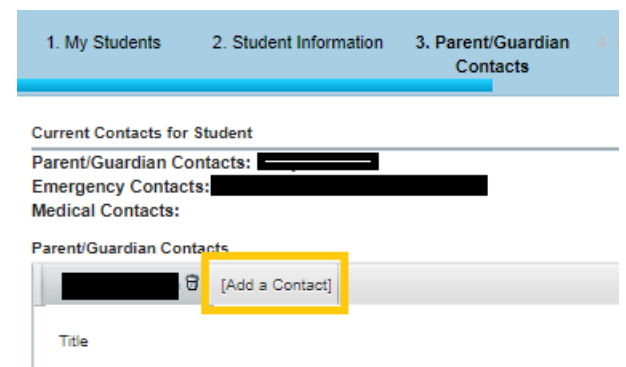 1. My Students 2. Student Information 3. Parent/Guardian
Contacts
Current Contacts for Student
Parent/Guardian Contacts:
Emergency Contacts:
Medical Contacts:
Parent/Guardian Contacts
[Add a Contact]
Title